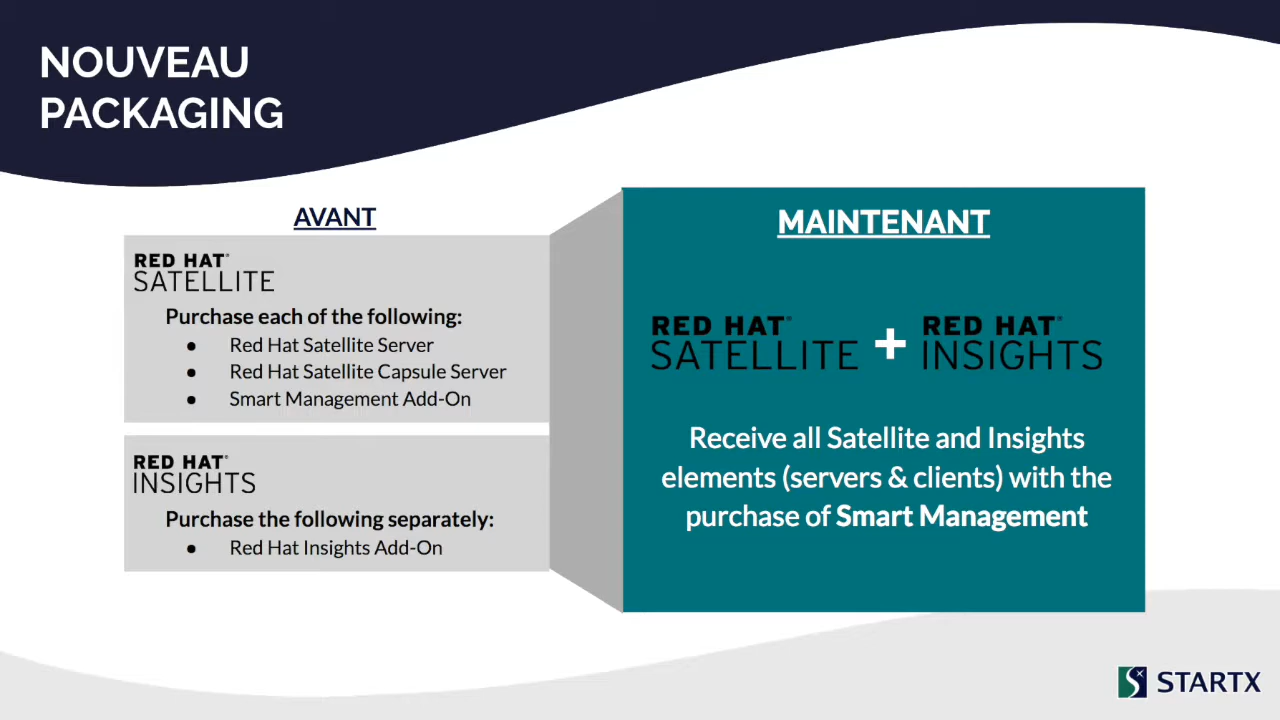 NOUVEAU
PACKAGING
AVANT
RED HAT®
SATELLITE
Purchase each of the following:
● Red Hat Satellite Server
● Red Hat Satellite Capsule Server
● Smart Management Add-On
RED HAT®
INSIGHTS
Purchase the following separately:
● Red Hat Insights Add-On
MAINTENANT
RED HAT®
SATELLITE
+
RED HAT®
INSIGHTS
Receive all Satellite and Insights
elements (servers & clients) with the
purchase of Smart Management
STARTX